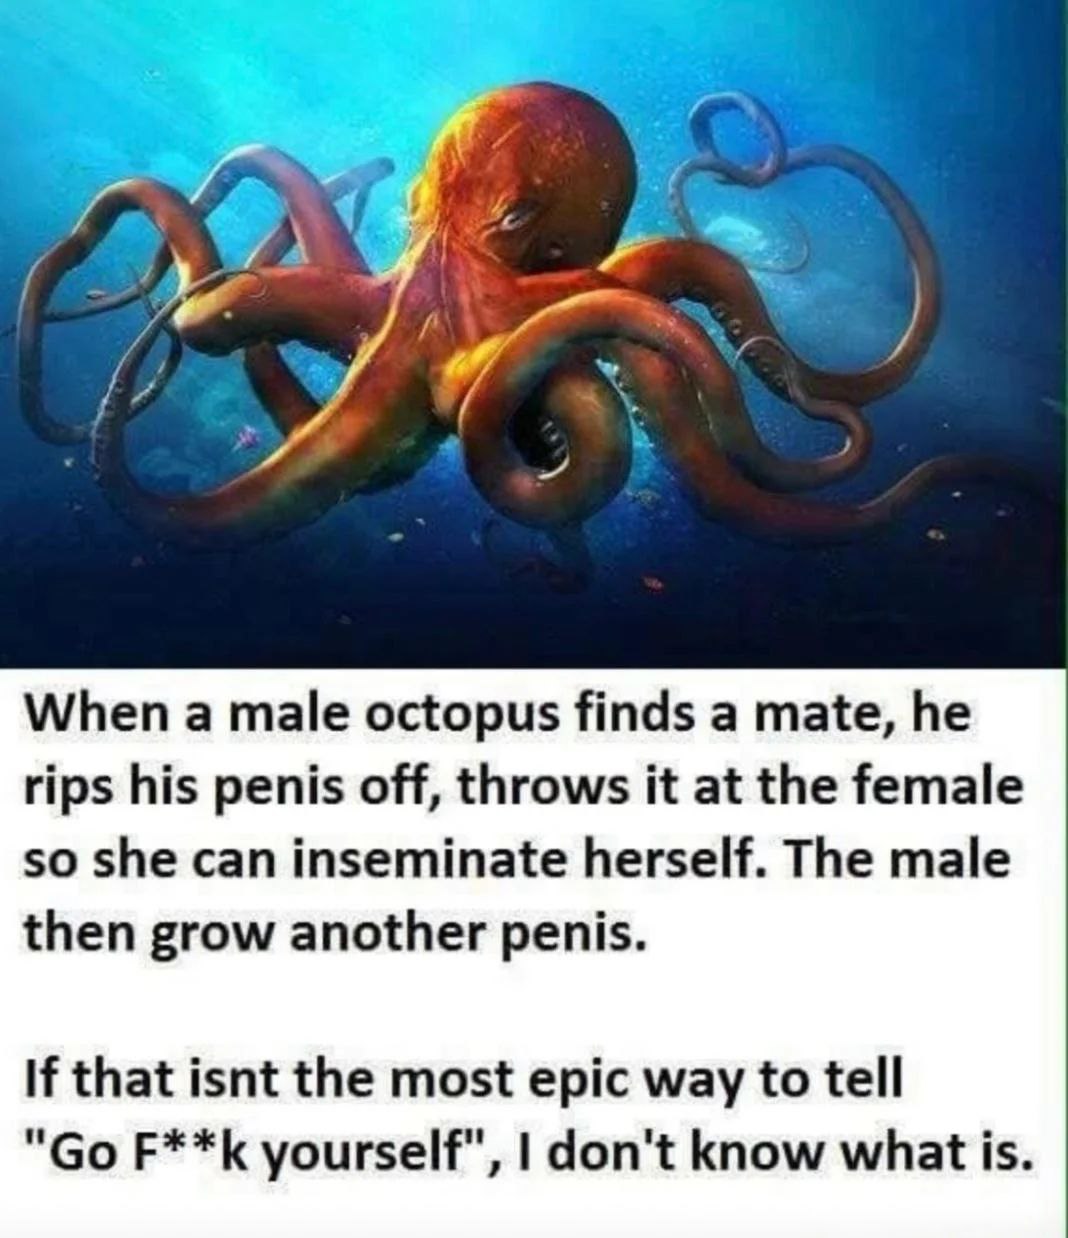 When a male octopus finds a mate, he
rips his penis off, throws it at the female
so she can inseminate herself. The male
then grow another penis.
If that isnt the most epic way to tell
"Go F**k yourself", I don't know what is.